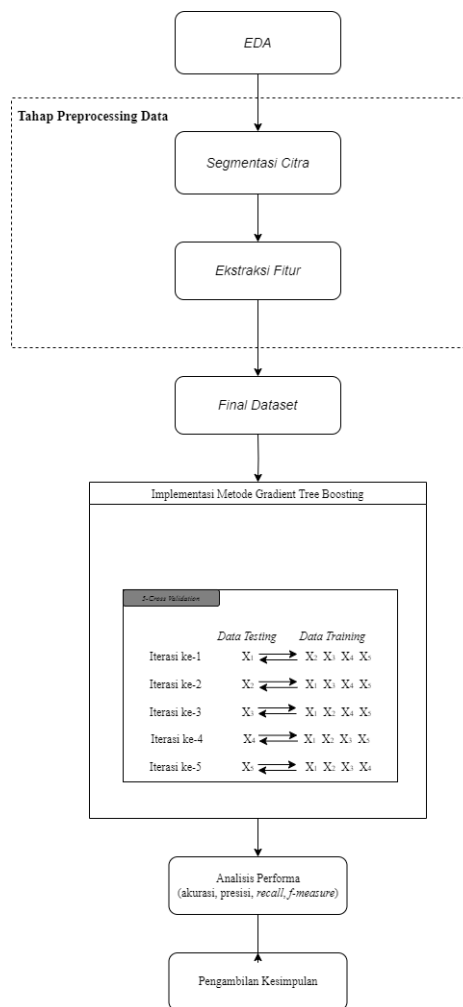 EDA
Tahap Preprocessing Data
Segmentasi Citra
Ekstraksi Fitur
Final Dataset
Implementasi Metode Gradient Tree Boosting
5-Cross Validation
Data Testing Data Training
Iterasi ke-1 X₁ X₂ X₃ X₄ X₅
Iterasi ke-2 X₂ X₁ X₃ X₄ X₅
Iterasi ke-3 X₃ X₁ X₂ X₄ X₅
Iterasi ke-4 X₄ X₁ X₂ X₃ X₅
Iterasi ke-5 X₅ X₁ X₂ X₃ X₄
Analisis Performa
(akurasi, presisi, recall, f-measure)
Pengambilan Kesimpulan